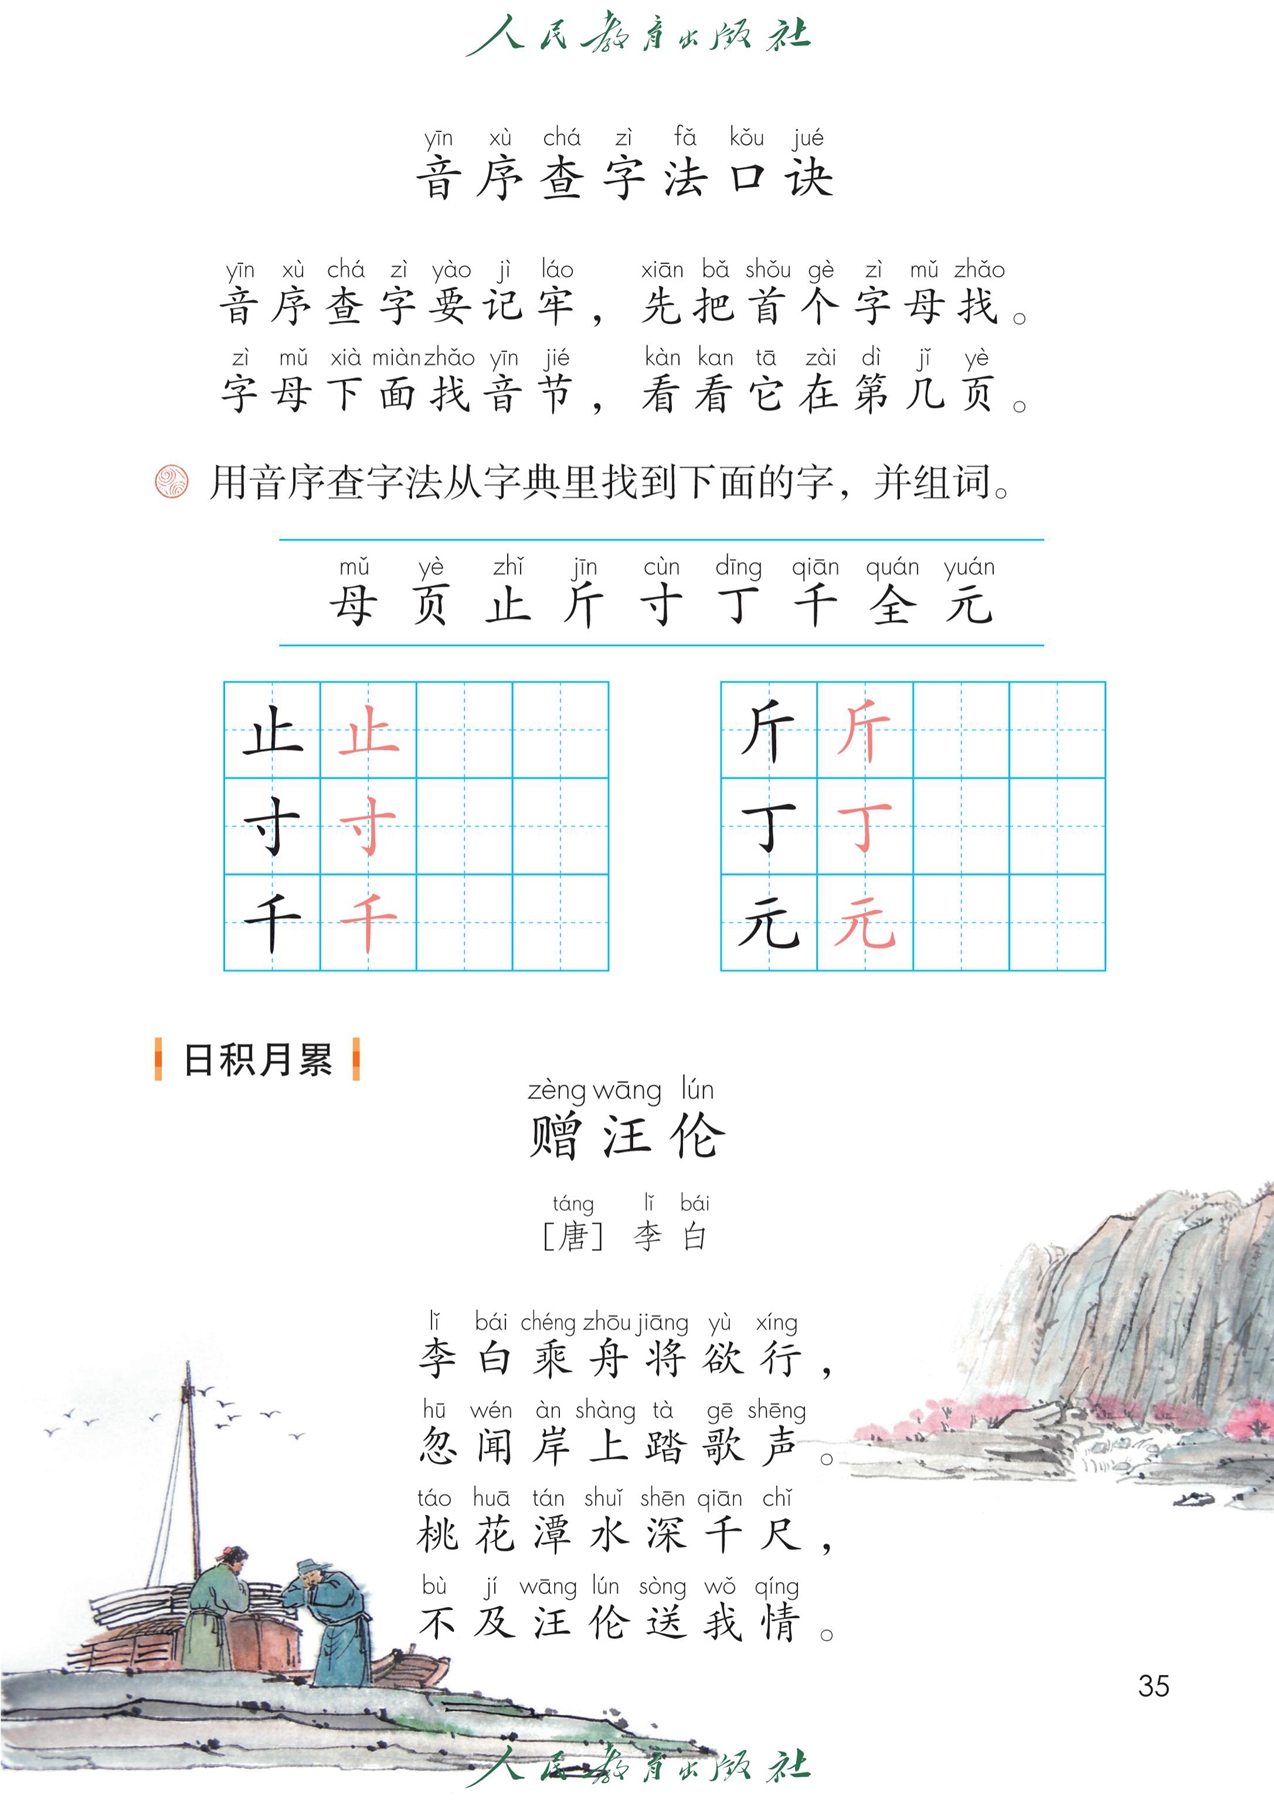 人民教育出版社
yīn xù chá zì fǎ kǒu jué
音序查字法口诀
yīn xù chá zì yào jì láo xiān bǎ shǒu gè zì mǔ zhǎo
音序查字要记牢，先把首个字母找。
zì mǔ xià miàn zhǎo yīn jié kàn kan tā zài dì jǐ yè
字母下面找音节，看看它在第几页。
用音序查字法从字典里找到下面的字，并组词。
mǔ yè zhǐ jīn cùn dīng qiān quán yuán
母 页 止 斤 寸 丁 千 全 元
止 止 斤 斤
寸 寸 丁 丁
千 千 元 元
日积月累
zèng wāng lún
赠汪伦
táng lǐ bái
［唐］李白
lǐ bái chéng zhōu jiāng yù xíng
李白乘舟将欲行，
hū wén àn shàng tà gē shēng
忽闻岸上踏歌声。
táo huā tán shuǐ shēn qiān chǐ
桃花潭水深千尺，
bù jí wāng lún sòng wǒ qíng
不及汪伦送我情。
35
人民教育出版社